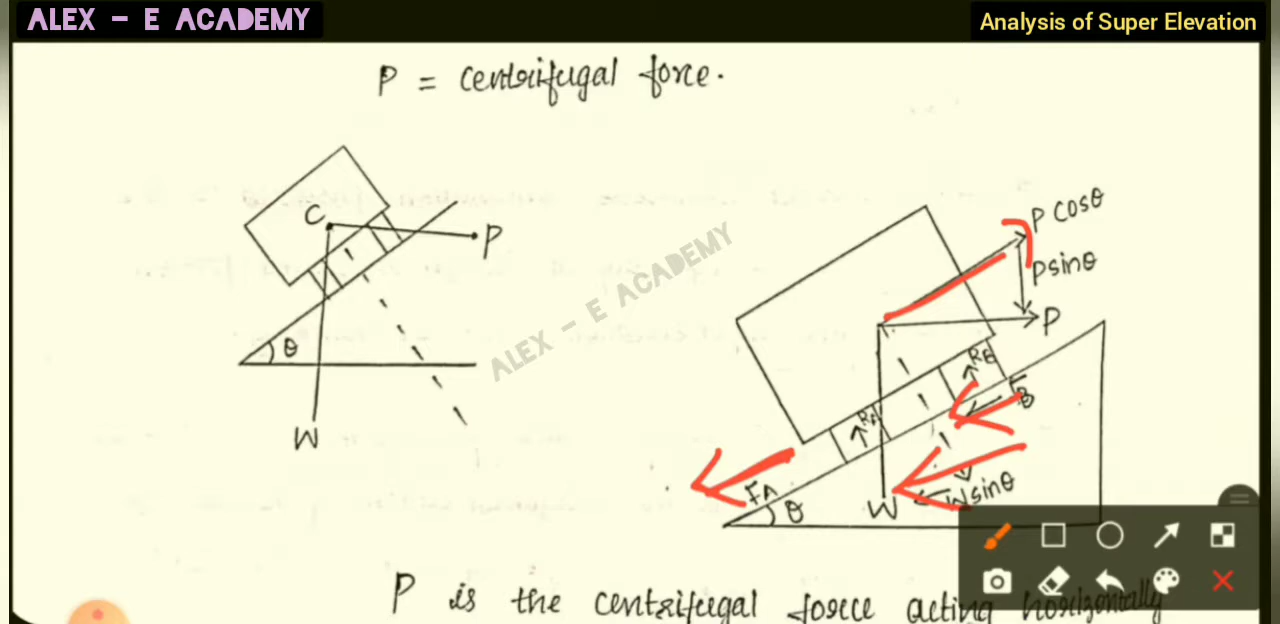 ALEX – E ACADEMY
Analysis of Super Elevation
P = centrifugal force.
C
P
θ
W
P cosθ
Psinθ
P
RB
FB
RA
FA
θ
W
Wsinθ
ALEX – E ACADEMY
P is the centrifugal force acting horizontally